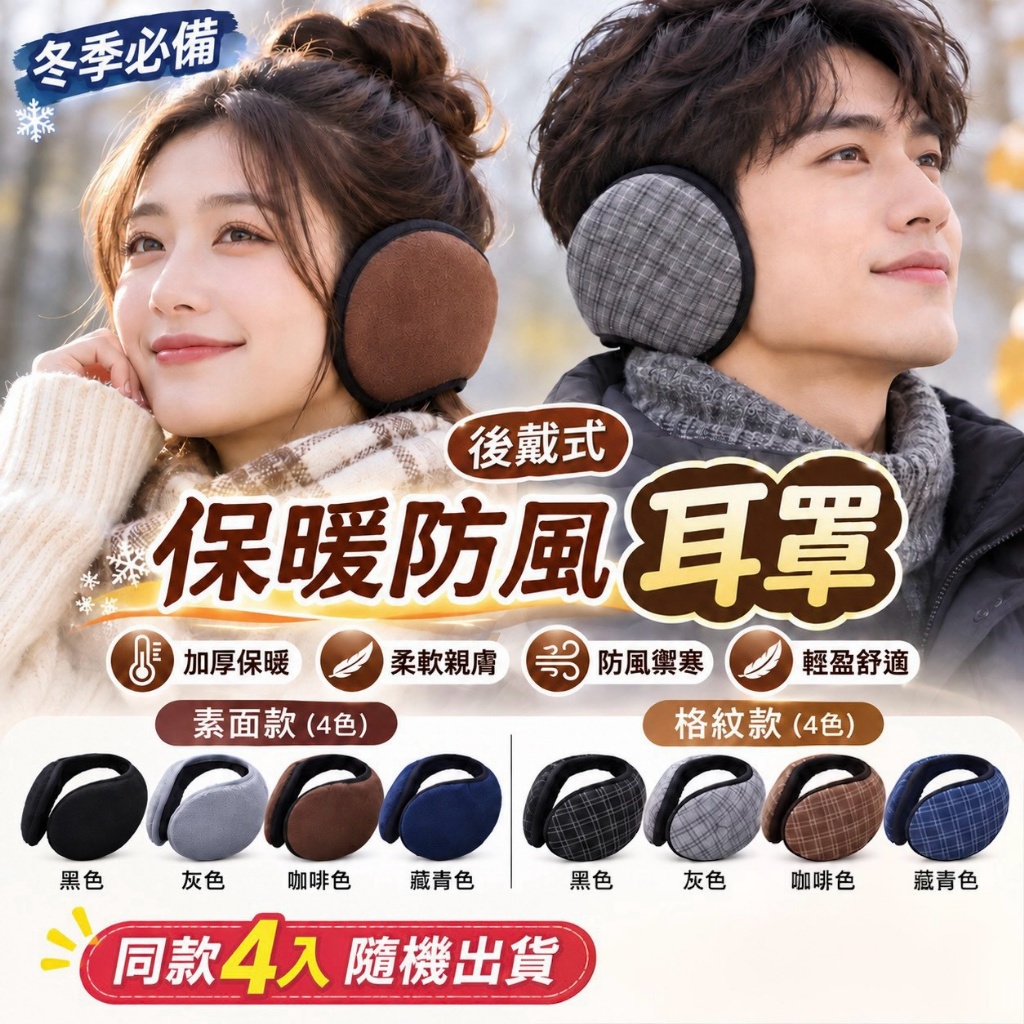 冬季必備
後戴式
保暖防風耳罩
加厚保暖
柔軟親膚
防風禦寒
輕盈舒適
素面款(4色)
格紋款(4色)
黑色
灰色
咖啡色
藏青色
黑色
灰色
咖啡色
藏青色
同款4入 隨機出貨